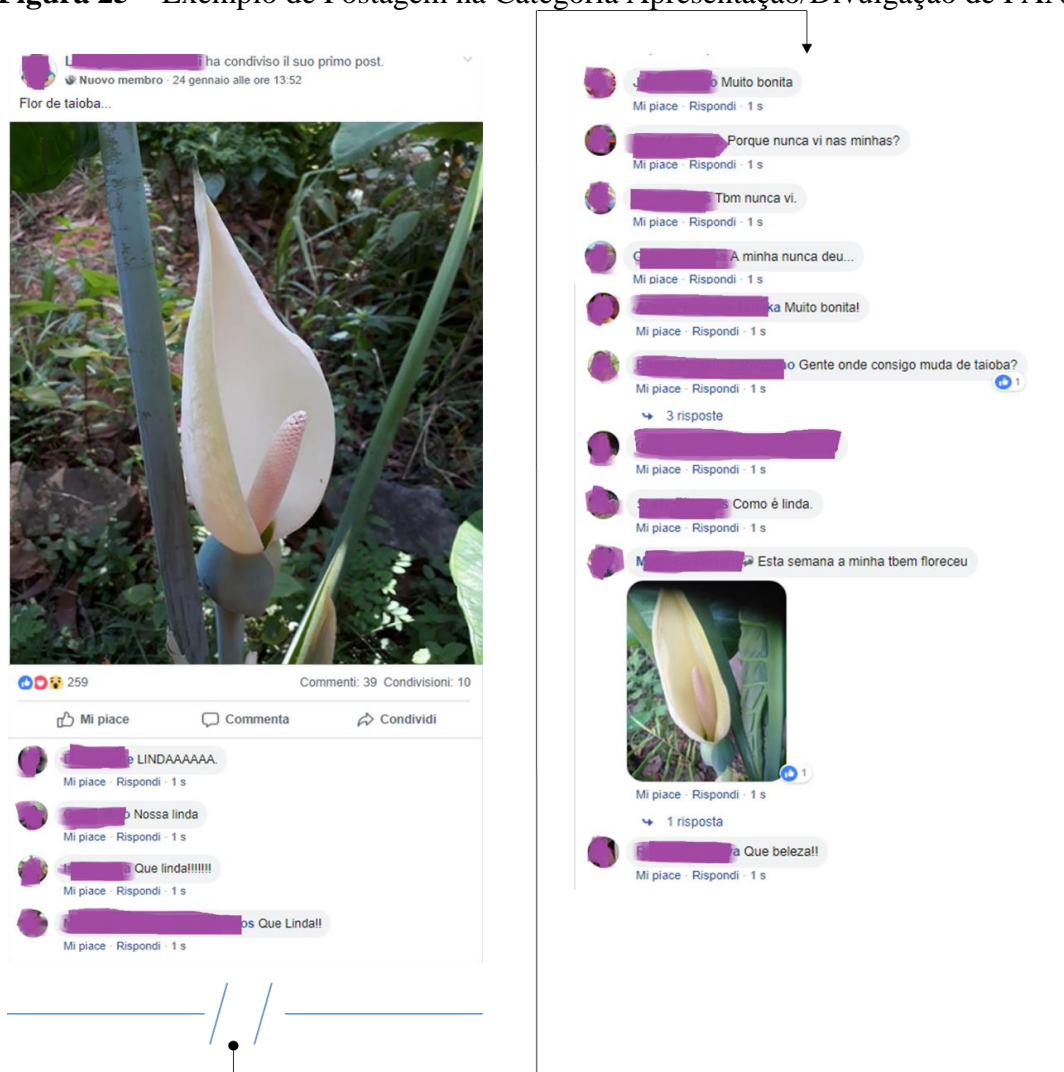 Figura 23 – Exemplo de Postagem na Categoria Apresentação/Divulgação de PANC
ha condiviso il suo primo post.
Nuovo membro · 24 gennaio alle ore 13:52
Flor de taioba...
259
Commenti: 39 Condivisioni: 10
Mi piace
Commenta
Condividi
LINDAAAAAA.
Mi piace · Rispondi · 1 s
Nossa linda
Mi piace · Rispondi · 1 s
Que linda!!!!!!!
Mi piace · Rispondi · 1 s
os Que Linda!!
Mi piace · Rispondi · 1 s
Muito bonita
Mi piace · Rispondi · 1 s
Porque nunca vi nas minhas?
Mi piace · Rispondi · 1 s
Tbm nunca vi.
Mi piace · Rispondi · 1 s
A minha nunca deu...
Mi piace · Rispondi · 1 s
ka Muito bonita!
Mi piace · Rispondi · 1 s
no Gente onde consigo muda de taioba?
1
Mi piace · Rispondi · 1 s
3 risposte
Mi piace · Rispondi · 1 s
Como é linda.
Mi piace · Rispondi · 1 s
M Esta semana a minha tbem floreceu
1
Mi piace · Rispondi · 1 s
1 risposta
a Que beleza!!
Mi piace · Rispondi · 1 s